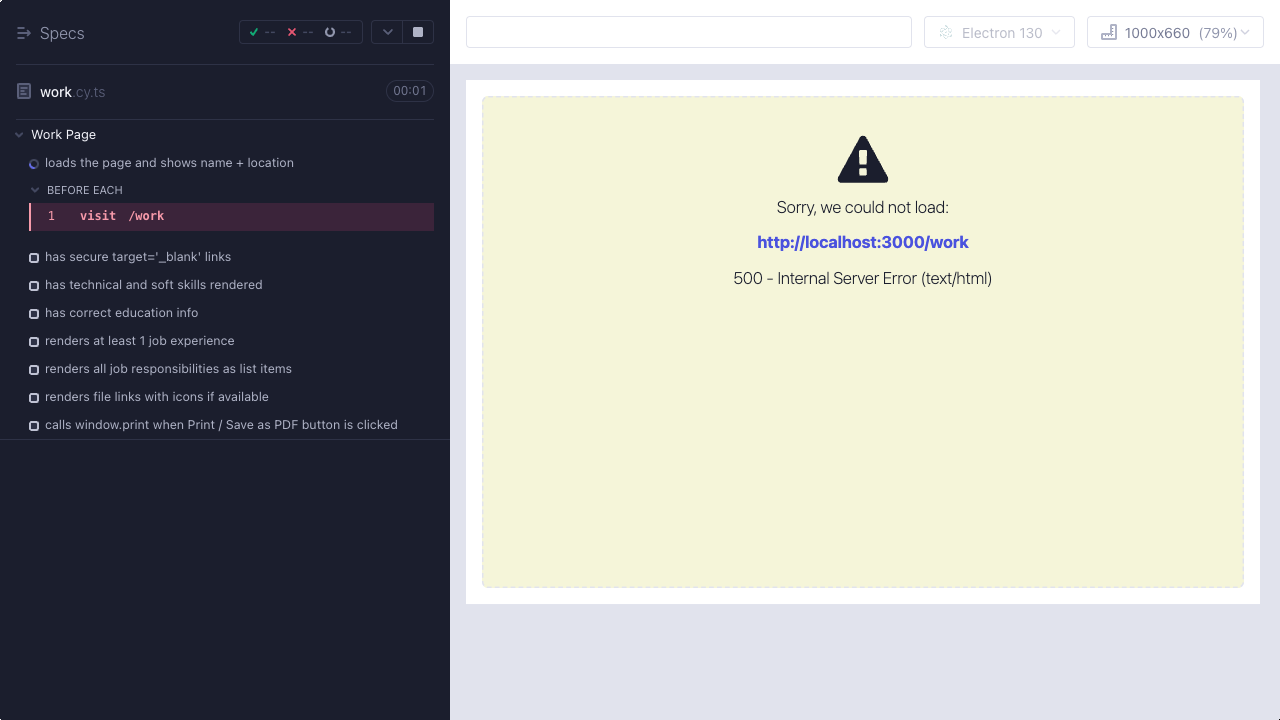 Specs
-- -- --
work.cy.ts
00:01
Work Page
loads the page and shows name + location
BEFORE EACH
1 visit /work
has secure target='_blank' links
has technical and soft skills rendered
has correct education info
renders at least 1 job experience
renders all job responsibilities as list items
renders file links with icons if available
calls window.print when Print / Save as PDF button is clicked
Electron 130
1000x660 (79%)
Sorry, we could not load:
http://localhost:3000/work
500 - Internal Server Error (text/html)